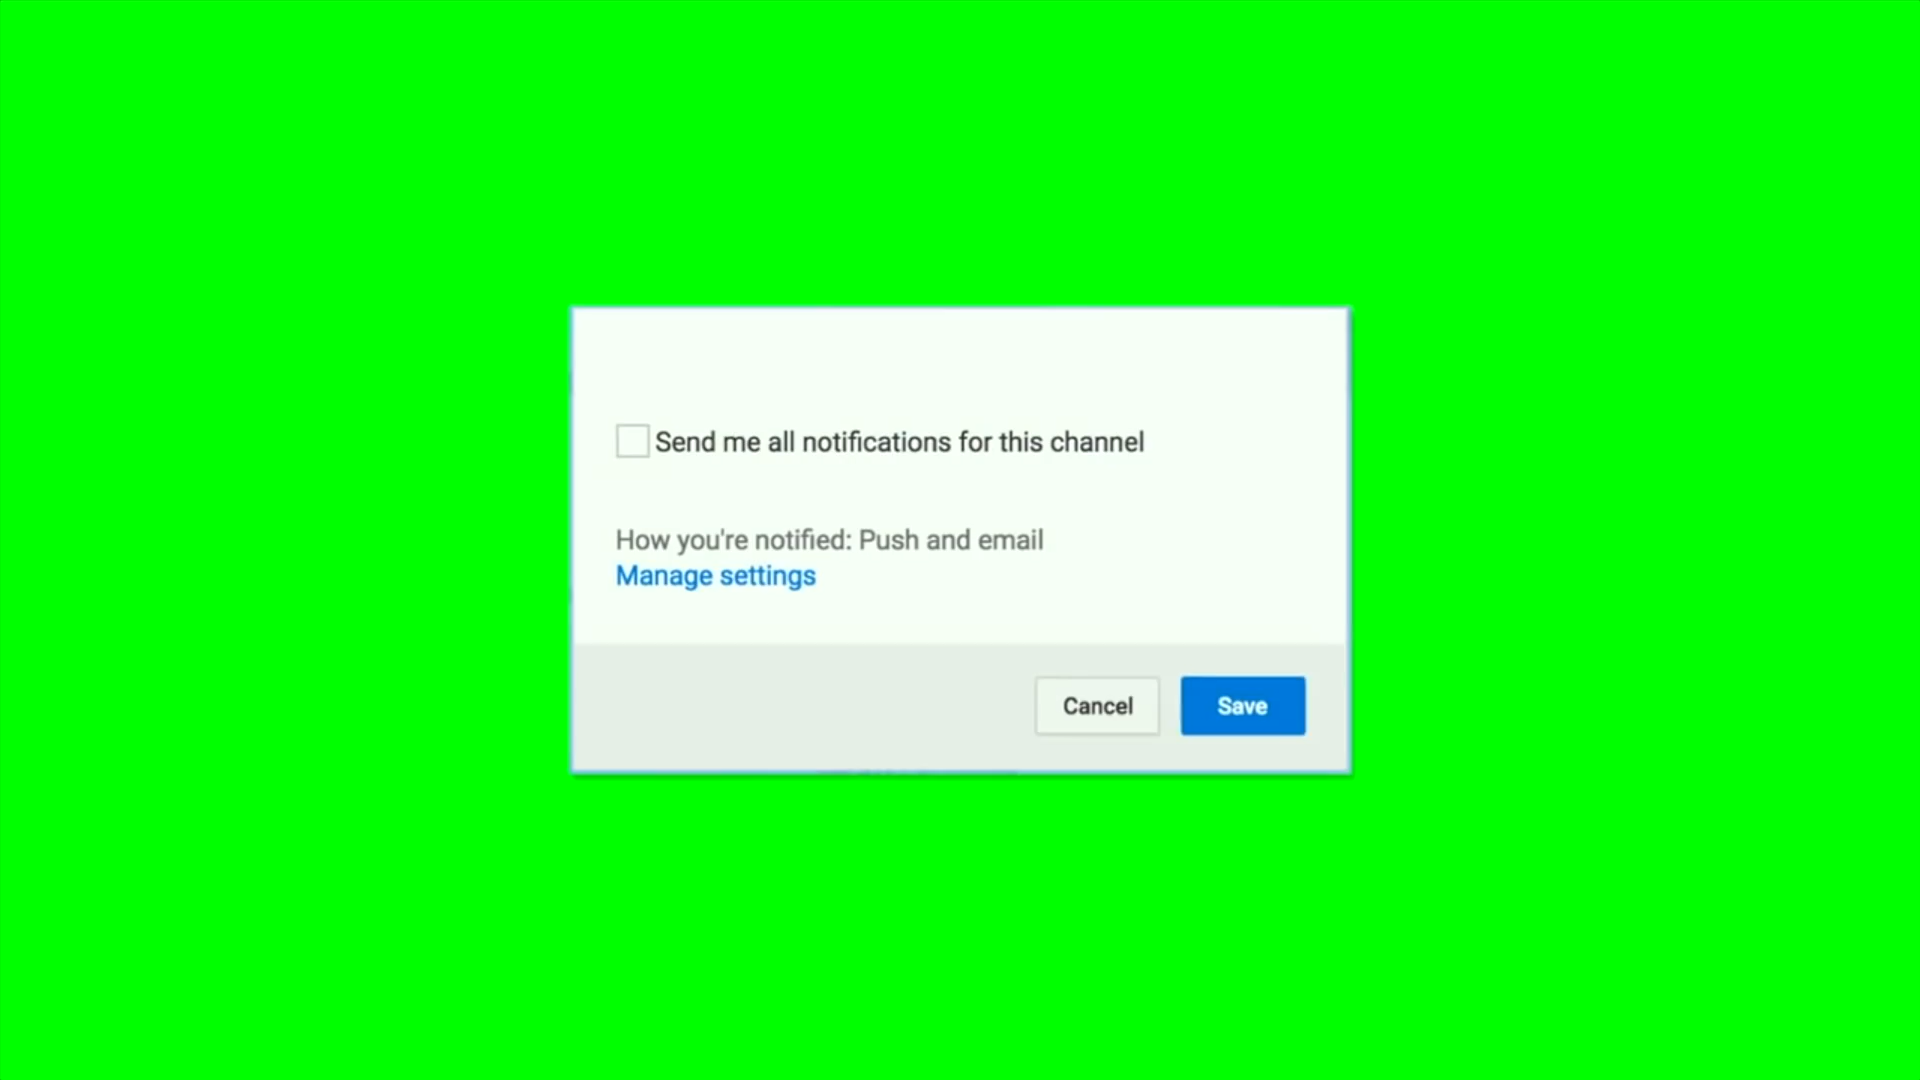 Send me all notifications for this channel
How you're notified: Push and email
Manage settings
Cancel
Save